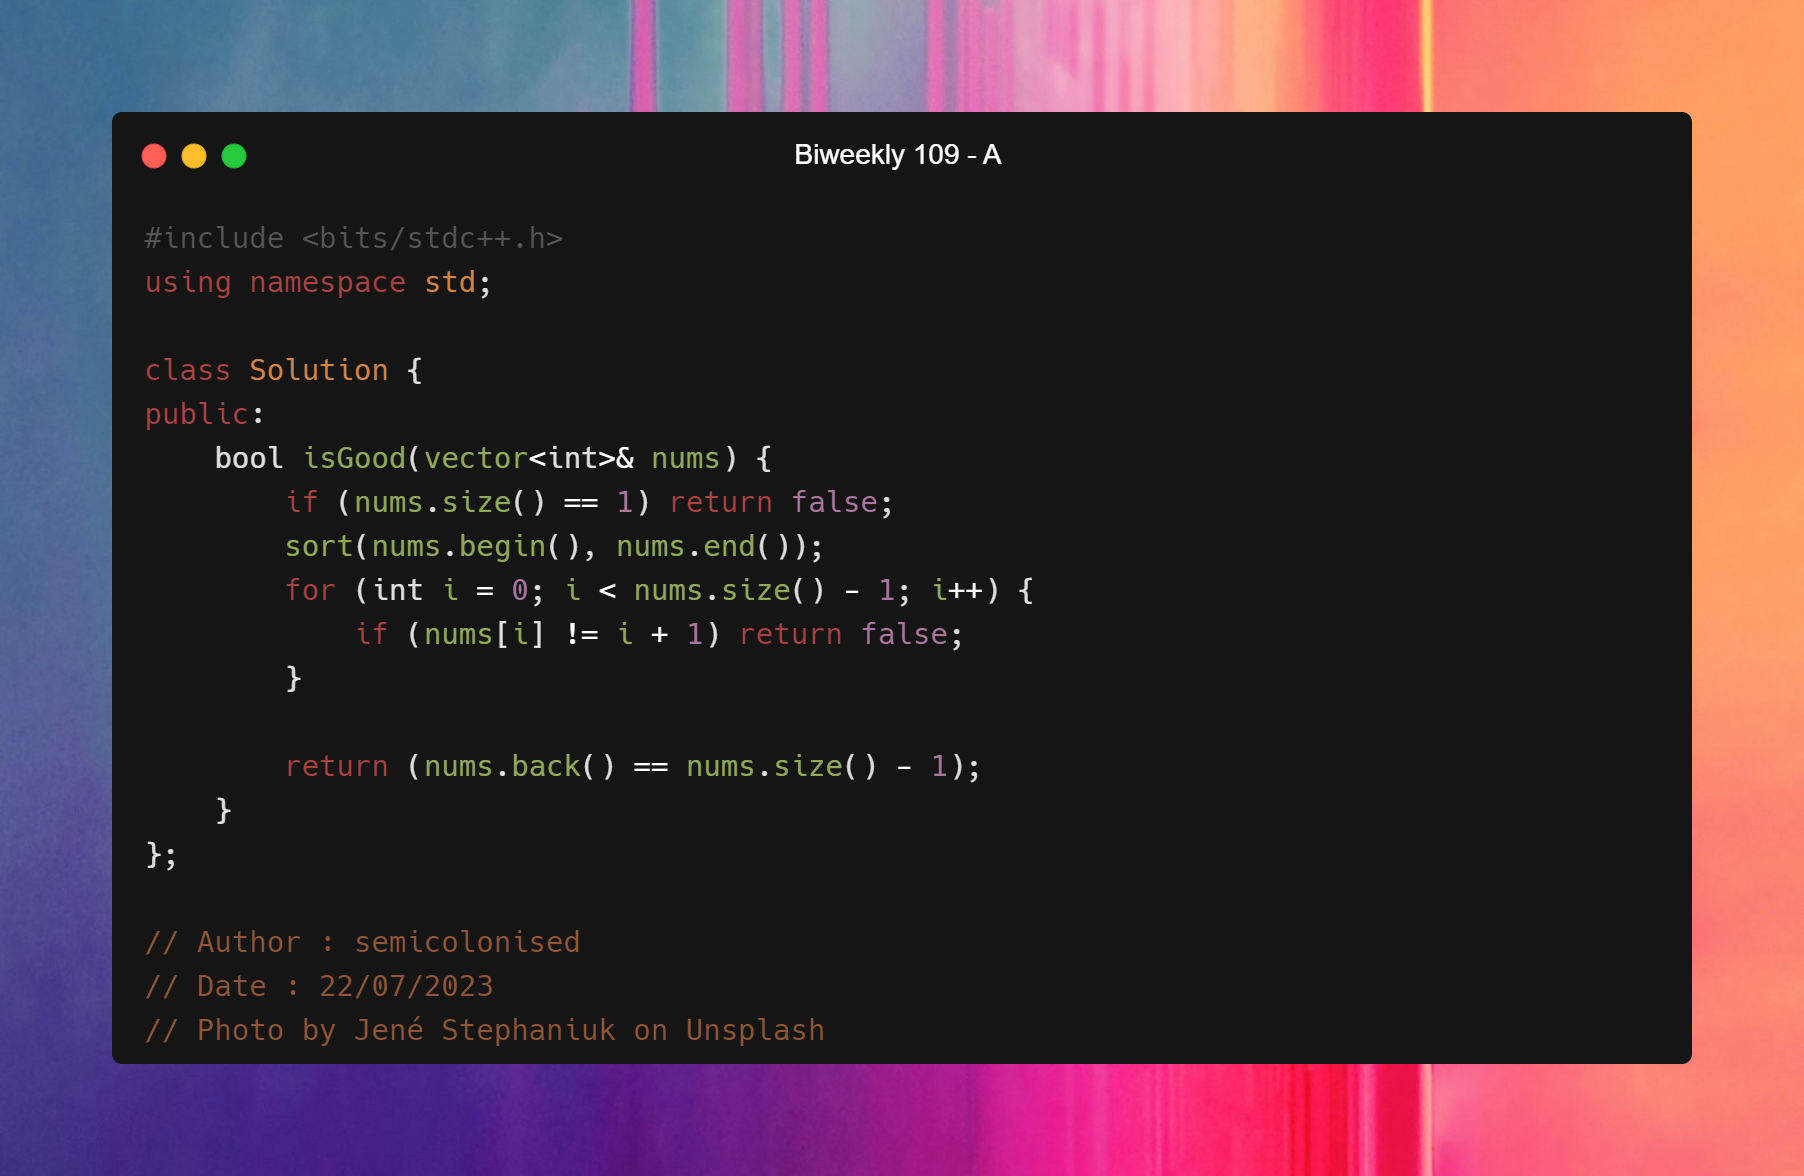 Biweekly 109 - A
#include <bits/stdc++.h>
using namespace std;
class Solution {
public:
    bool isGood(vector<int>& nums) {
        if (nums.size() == 1) return false;
        sort(nums.begin(), nums.end());
        for (int i = 0; i < nums.size() - 1; i++) {
            if (nums[i] != i + 1) return false;
        }
        return (nums.back() == nums.size() - 1);
    }
};
// Author : semicolonised
// Date : 22/07/2023
// Photo by Jené Stephaniuk on Unsplash